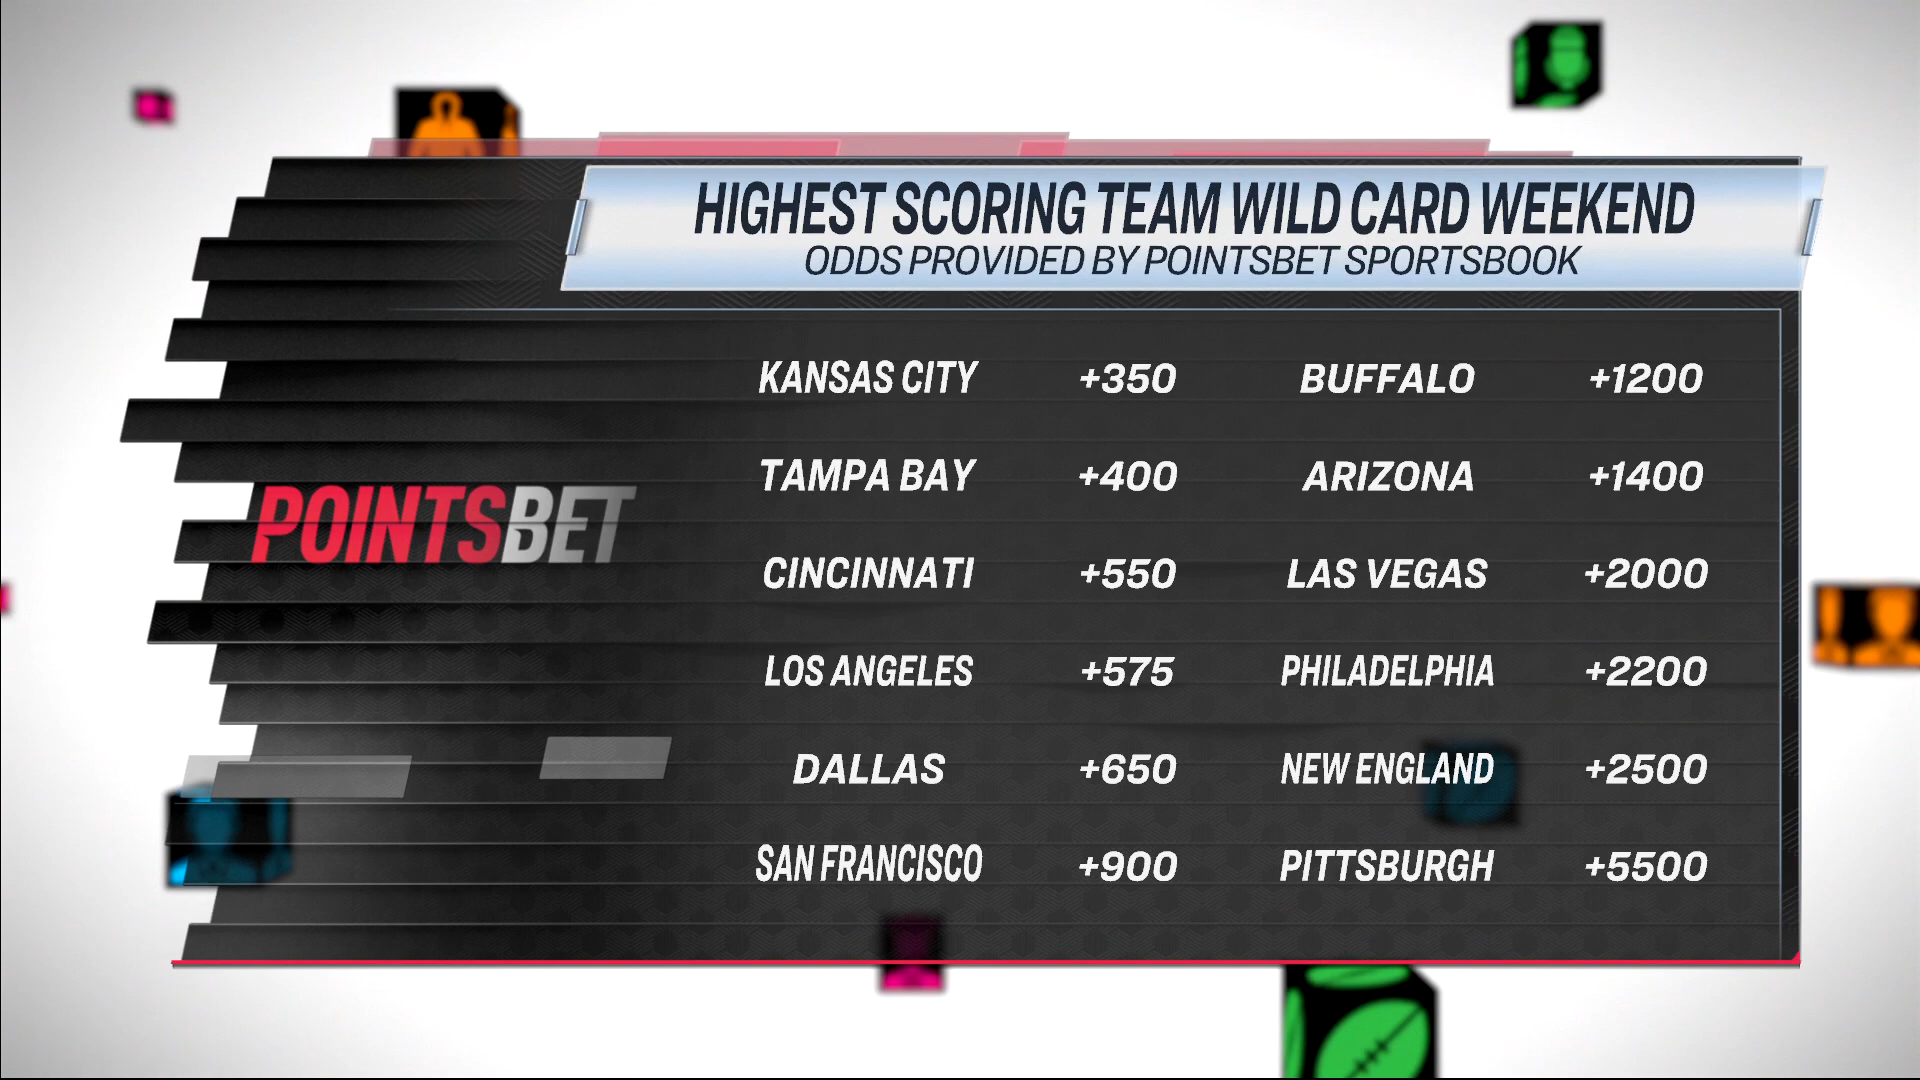 HIGHEST SCORING TEAM WILD CARD WEEKEND
ODDS PROVIDED BY POINTSBET SPORTSBOOK
POINTSBET
KANSAS CITY +350 BUFFALO +1200
TAMPA BAY +400 ARIZONA +1400
CINCINNATI +550 LAS VEGAS +2000
LOS ANGELES +575 PHILADELPHIA +2200
DALLAS +650 NEW ENGLAND +2500
SAN FRANCISCO +900 PITTSBURGH +5500